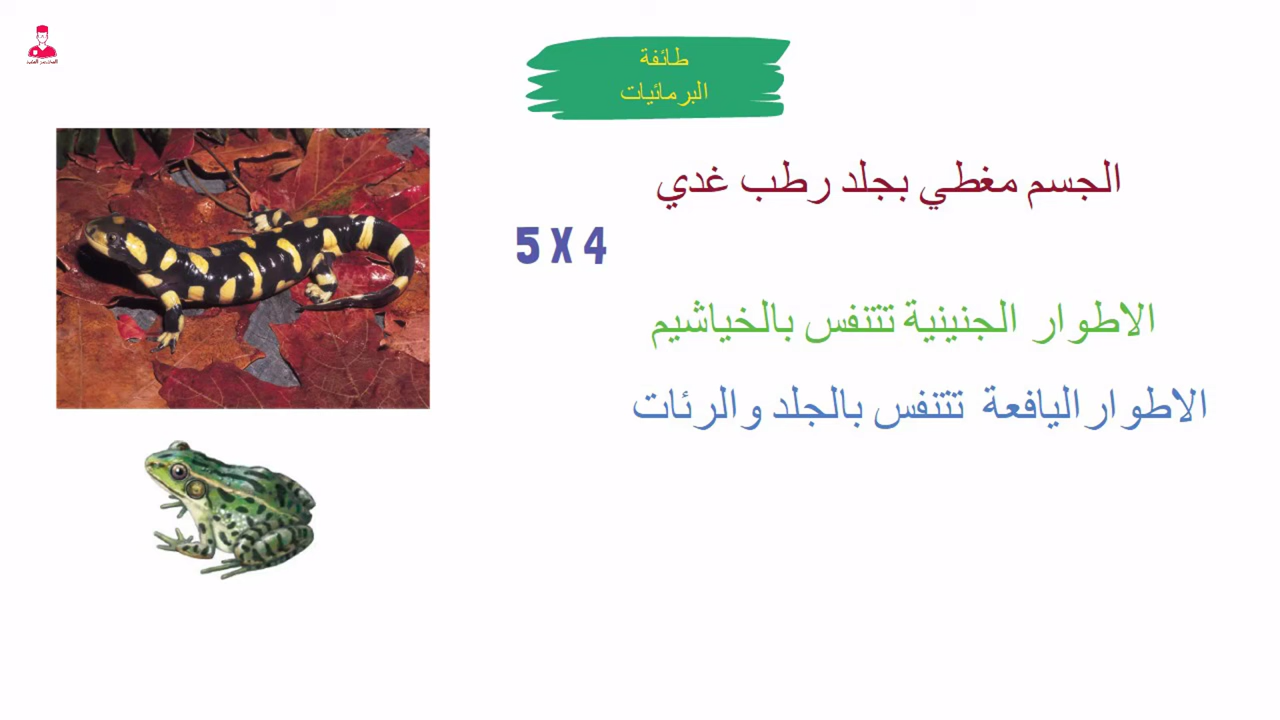 طائفة
البرمائيات
الجسم مغطي بجلد رطب غدي
5 X 4
الاطوار الجنينية تتنفس بالخياشيم
الاطوار اليافعة تتنفس بالجلد والرئات